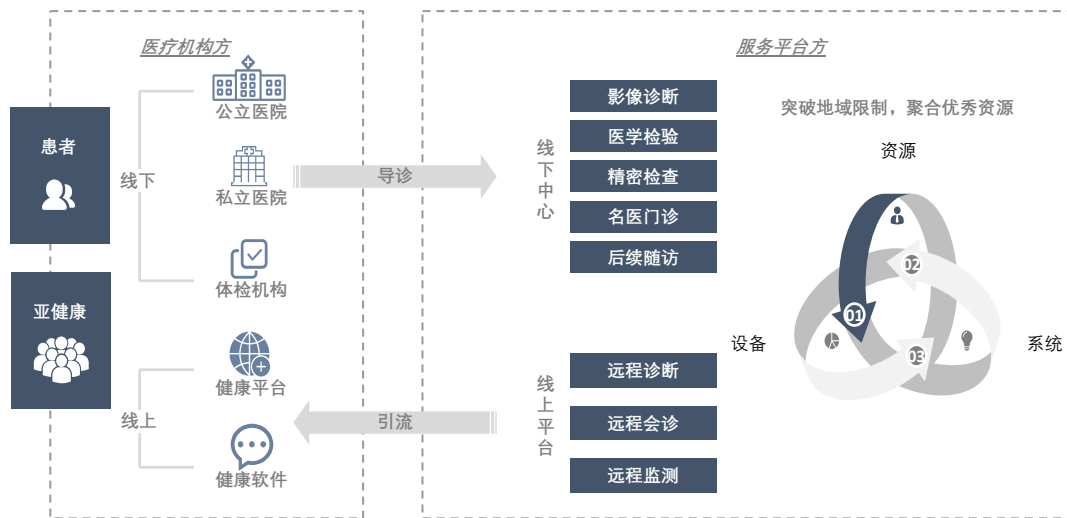 医疗机构方
患者
亚健康
线下
公立医院
私立医院
体检机构
线上
健康平台
健康软件
导诊
引流
服务平台方
线下中心
影像诊断
医学检验
精密检查
名医门诊
后续随访
线上平台
远程诊断
远程会诊
远程监测
突破地域限制，聚合优秀资源
资源
设备
系统
01
02
03